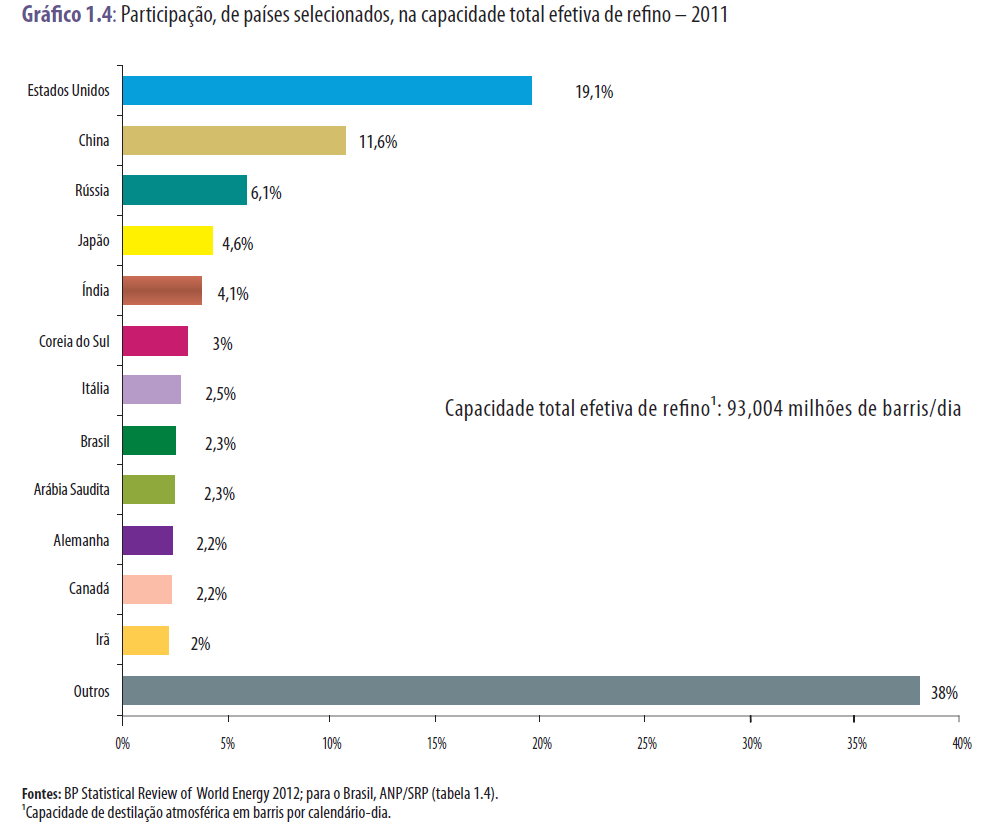 Gráfico 1.4: Participação, de países selecionados, na capacidade total efetiva de refino – 2011
Estados Unidos 19,1%
China 11,6%
Rússia 6,1%
Japão 4,6%
Índia 4,1%
Coreia do Sul 3%
Itália 2,5%
Capacidade total efetiva de refino¹: 93,004 milhões de barris/dia
Brasil 2,3%
Arábia Saudita 2,3%
Alemanha 2,2%
Canadá 2,2%
Irã 2%
Outros 38%
0% 5% 10% 15% 20% 25% 30% 35% 40%
Fontes: BP Statistical Review of World Energy 2012; para o Brasil, ANP/SRP (tabela 1.4).
¹Capacidade de destilação atmosférica em barris por calendário-dia.